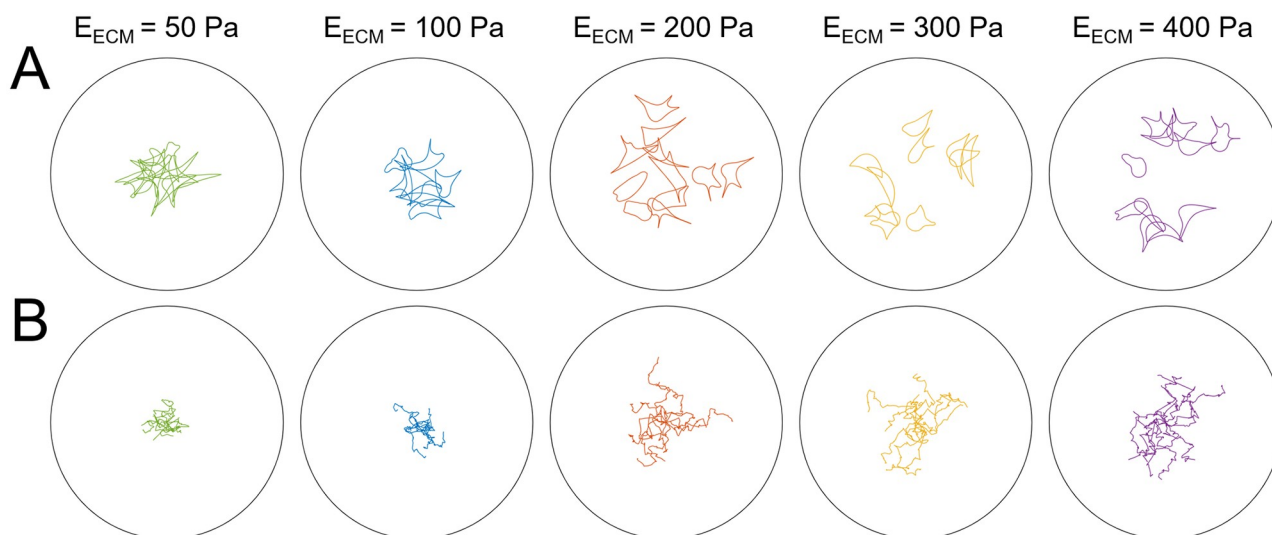 E_ECM = 50 Pa E_ECM = 100 Pa E_ECM = 200 Pa E_ECM = 300 Pa E_ECM = 400 Pa
A
B